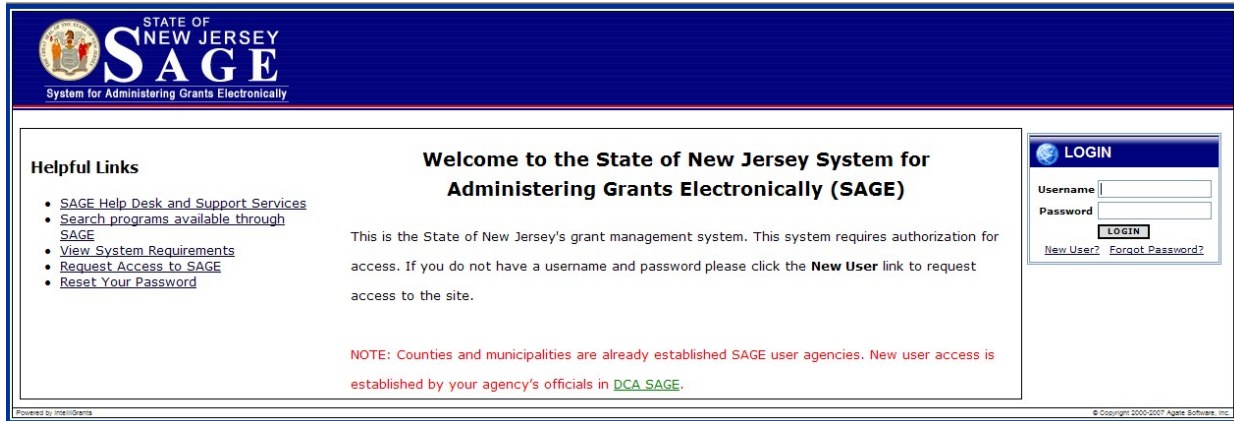 STATE OF
NEW JERSEY
SAGE
System for Administering Grants Electronically
Helpful Links
SAGE Help Desk and Support Services
Search programs available through
SAGE
View System Requirements
Request Access to SAGE
Reset Your Password
Welcome to the State of New Jersey System for
Administering Grants Electronically (SAGE)
This is the State of New Jersey's grant management system. This system requires authorization for
access. If you do not have a username and password please click the New User link to request
access to the site.
NOTE: Counties and municipalities are already established SAGE user agencies. New user access is
established by your agency's officials in DCA SAGE.
LOGIN
Username
Password
LOGIN
New User? Forgot Password?
Powered by IntelliGrants
© Copyright 2000-2007 Agate Software, Inc.